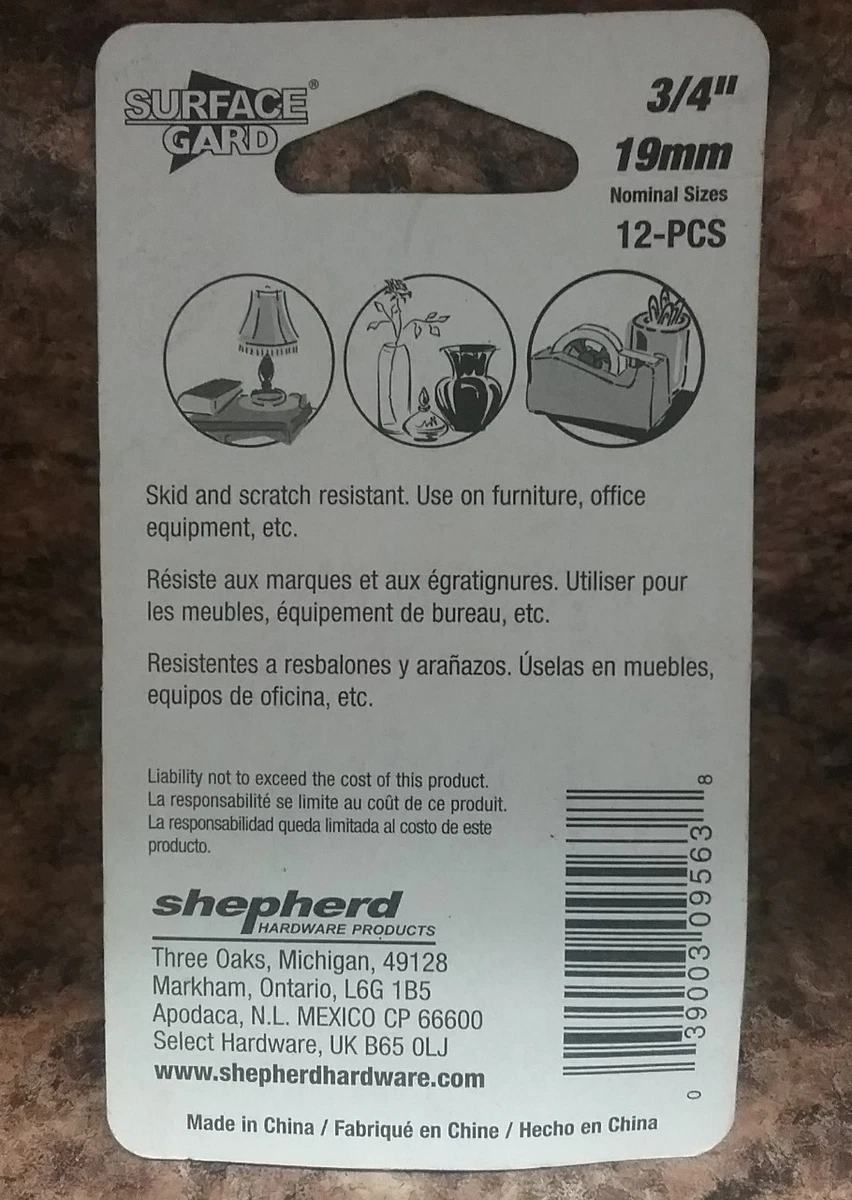 SURFACE®
GARD
3/4"
19mm
Nominal Sizes
12-PCS
Skid and scratch resistant. Use on furniture, office
equipment, etc.
Résiste aux marques et aux égratignures. Utiliser pour
les meubles, équipement de bureau, etc.
Resistentes a resbalones y arañazos. Úselas en muebles,
equipos de oficina, etc.
Liability not to exceed the cost of this product.
La responsabilité se limite au coût de ce produit.
La responsabilidad queda limitada al costo de este
producto.
shepherd
HARDWARE PRODUCTS
Three Oaks, Michigan, 49128
Markham, Ontario, L6G 1B5
Apodaca, N.L. MEXICO CP 66600
Select Hardware, UK B65 0LJ
www.shepherdhardware.com
0 39003 09563 8
Made in China / Fabriqué en Chine / Hecho en China